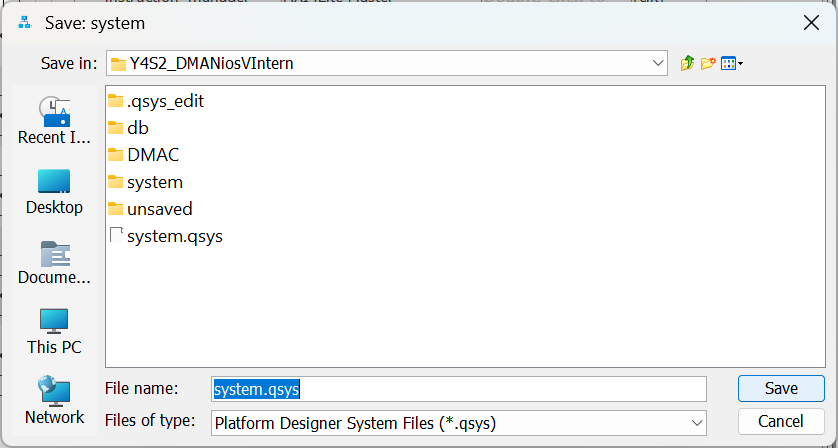 Save: system
Save in:
Y4S2_DMANiosVIntern
.qsys_edit
db
DMAC
system
unsaved
system.qsys
Recent I...
Desktop
Docume...
This PC
Network
File name:
system.qsys
Save
Files of type:
Platform Designer System Files (*.qsys)
Cancel